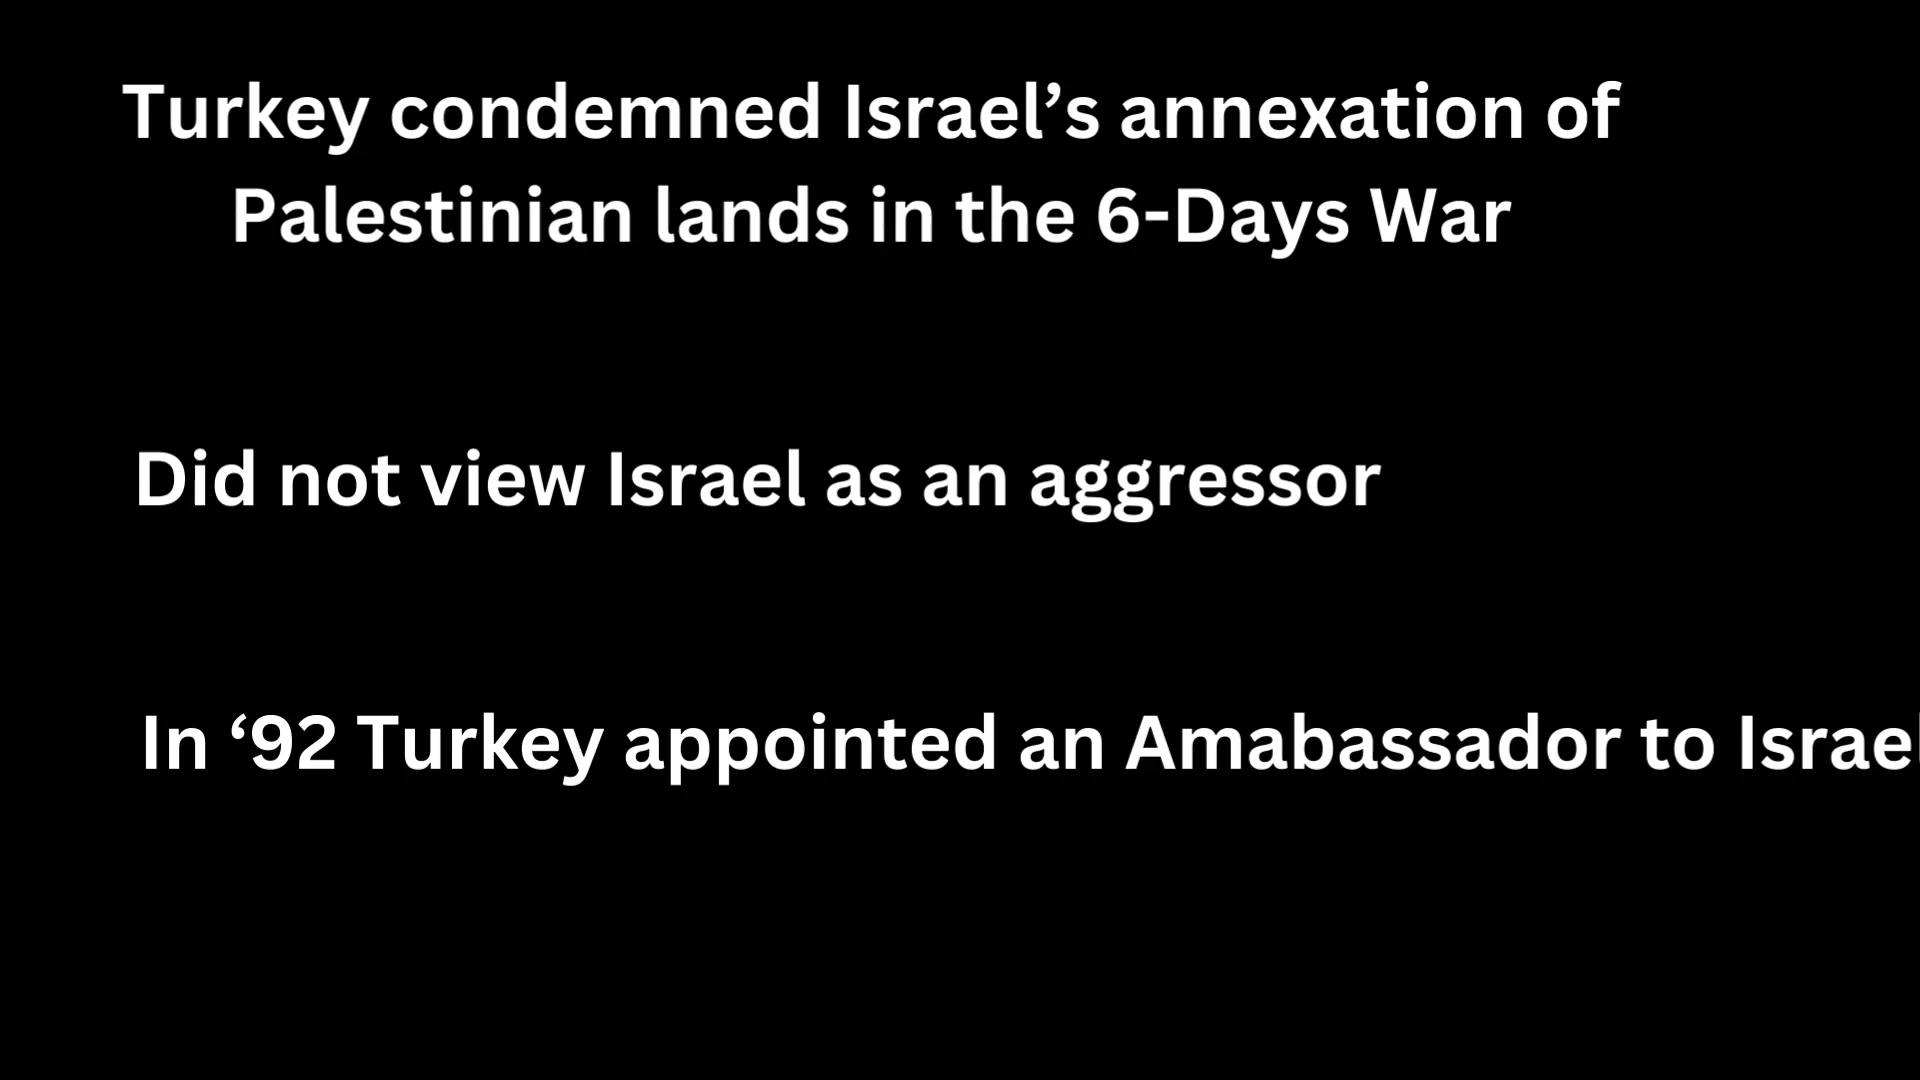 Turkey condemned Israel’s annexation of
Palestinian lands in the 6-Days War
Did not view Israel as an aggressor
In ‘92 Turkey appointed an Amabassador to Israel